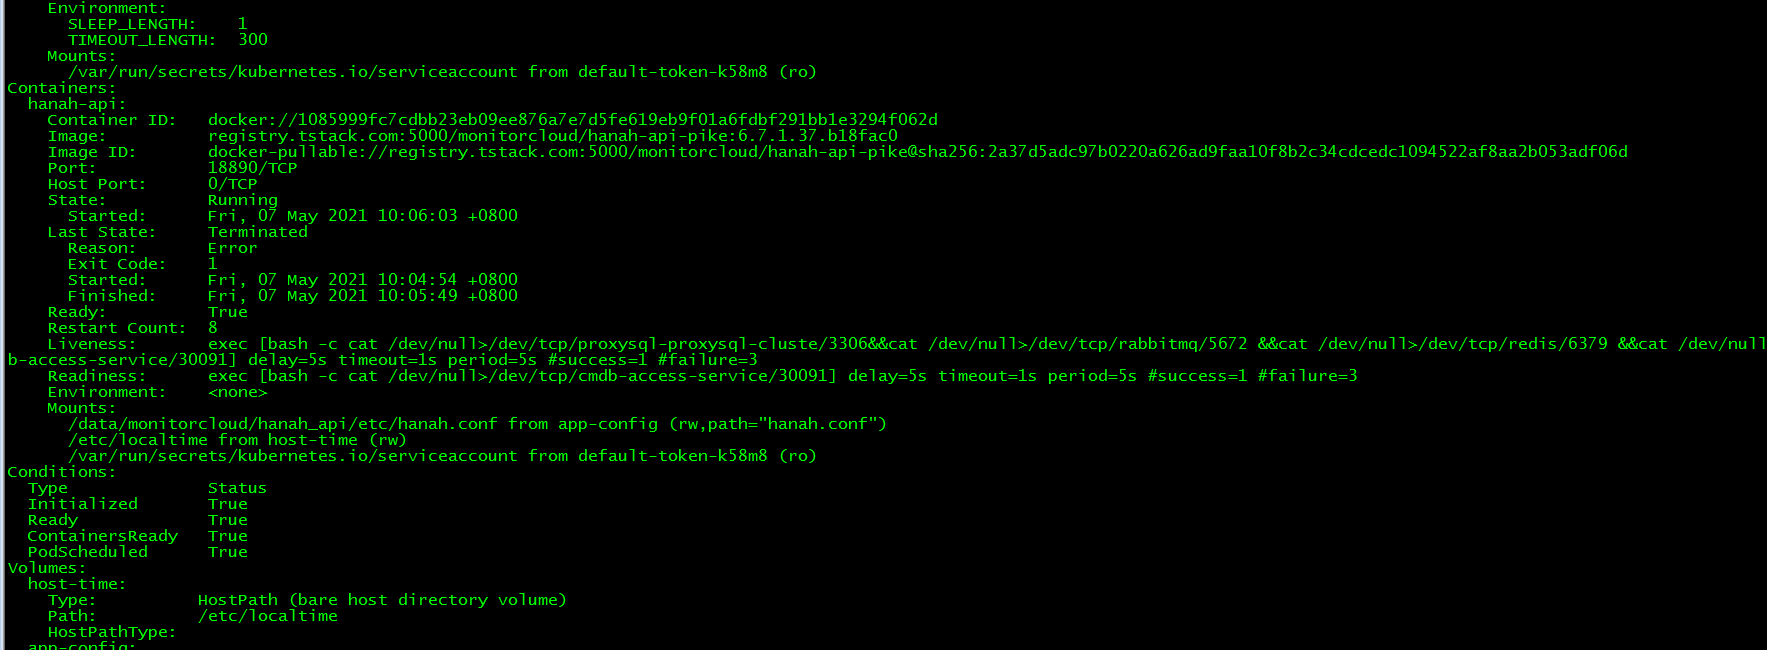 Environment:
SLEEP_LENGTH: 1
TIMEOUT_LENGTH: 300
Mounts:
/var/run/secrets/kubernetes.io/serviceaccount from default-token-k58m8 (ro)
Containers:
hanah-api:
Container ID: docker://1085999fc7cdbb23eb09ee876a7e7d5fe619eb9f01a6fdbf291bb1e3294f062d
Image: registry.tstack.com:5000/monitorcloud/hanah-api-pike:6.7.1.37.b18fac0
Image ID: docker-pullable://registry.tstack.com:5000/monitorcloud/hanah-api-pike@sha256:2a37d5adc97b0220a626ad9faa10f8b2c34cdcedc1094522af8aa2b053adf06d
Port: 18890/TCP
Host Port: 0/TCP
State: Running
Started: Fri, 07 May 2021 10:06:03 +0800
Last State: Terminated
Reason: Error
Exit Code: 1
Started: Fri, 07 May 2021 10:04:54 +0800
Finished: Fri, 07 May 2021 10:05:49 +0800
Ready: True
Restart Count: 8
Liveness: exec [bash -c cat /dev/null>/dev/tcp/proxysql-proxysql-cluste/3306&&cat /dev/null>/dev/tcp/rabbitmq/5672 &&cat /dev/null>/dev/tcp/redis/6379 &&cat /dev/null
b-access-service/30091] delay=5s timeout=1s period=5s #success=1 #failure=3
Readiness: exec [bash -c cat /dev/null>/dev/tcp/cmdb-access-service/30091] delay=5s timeout=1s period=5s #success=1 #failure=3
Environment: <none>
Mounts:
/data/monitorcloud/hanah_api/etc/hanah.conf from app-config (rw,path="hanah.conf")
/etc/localtime from host-time (rw)
/var/run/secrets/kubernetes.io/serviceaccount from default-token-k58m8 (ro)
Conditions:
Type Status
Initialized True
Ready True
ContainersReady True
PodScheduled True
Volumes:
host-time:
Type: HostPath (bare host directory volume)
Path: /etc/localtime
HostPathType:
app-config: